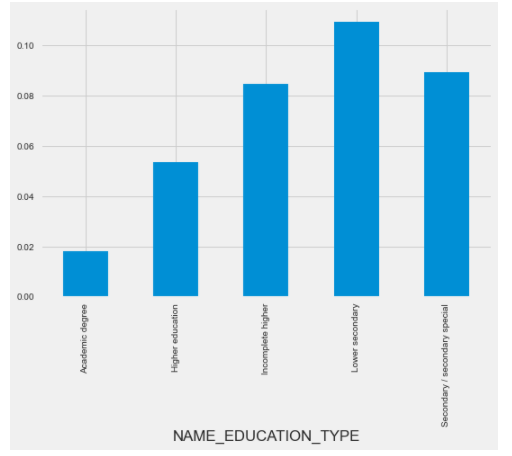 0.10
0.08
0.06
0.04
0.02
0.00
Academic degree
Higher education
Incomplete higher
Lower secondary
Secondary / secondary special
NAME_EDUCATION_TYPE